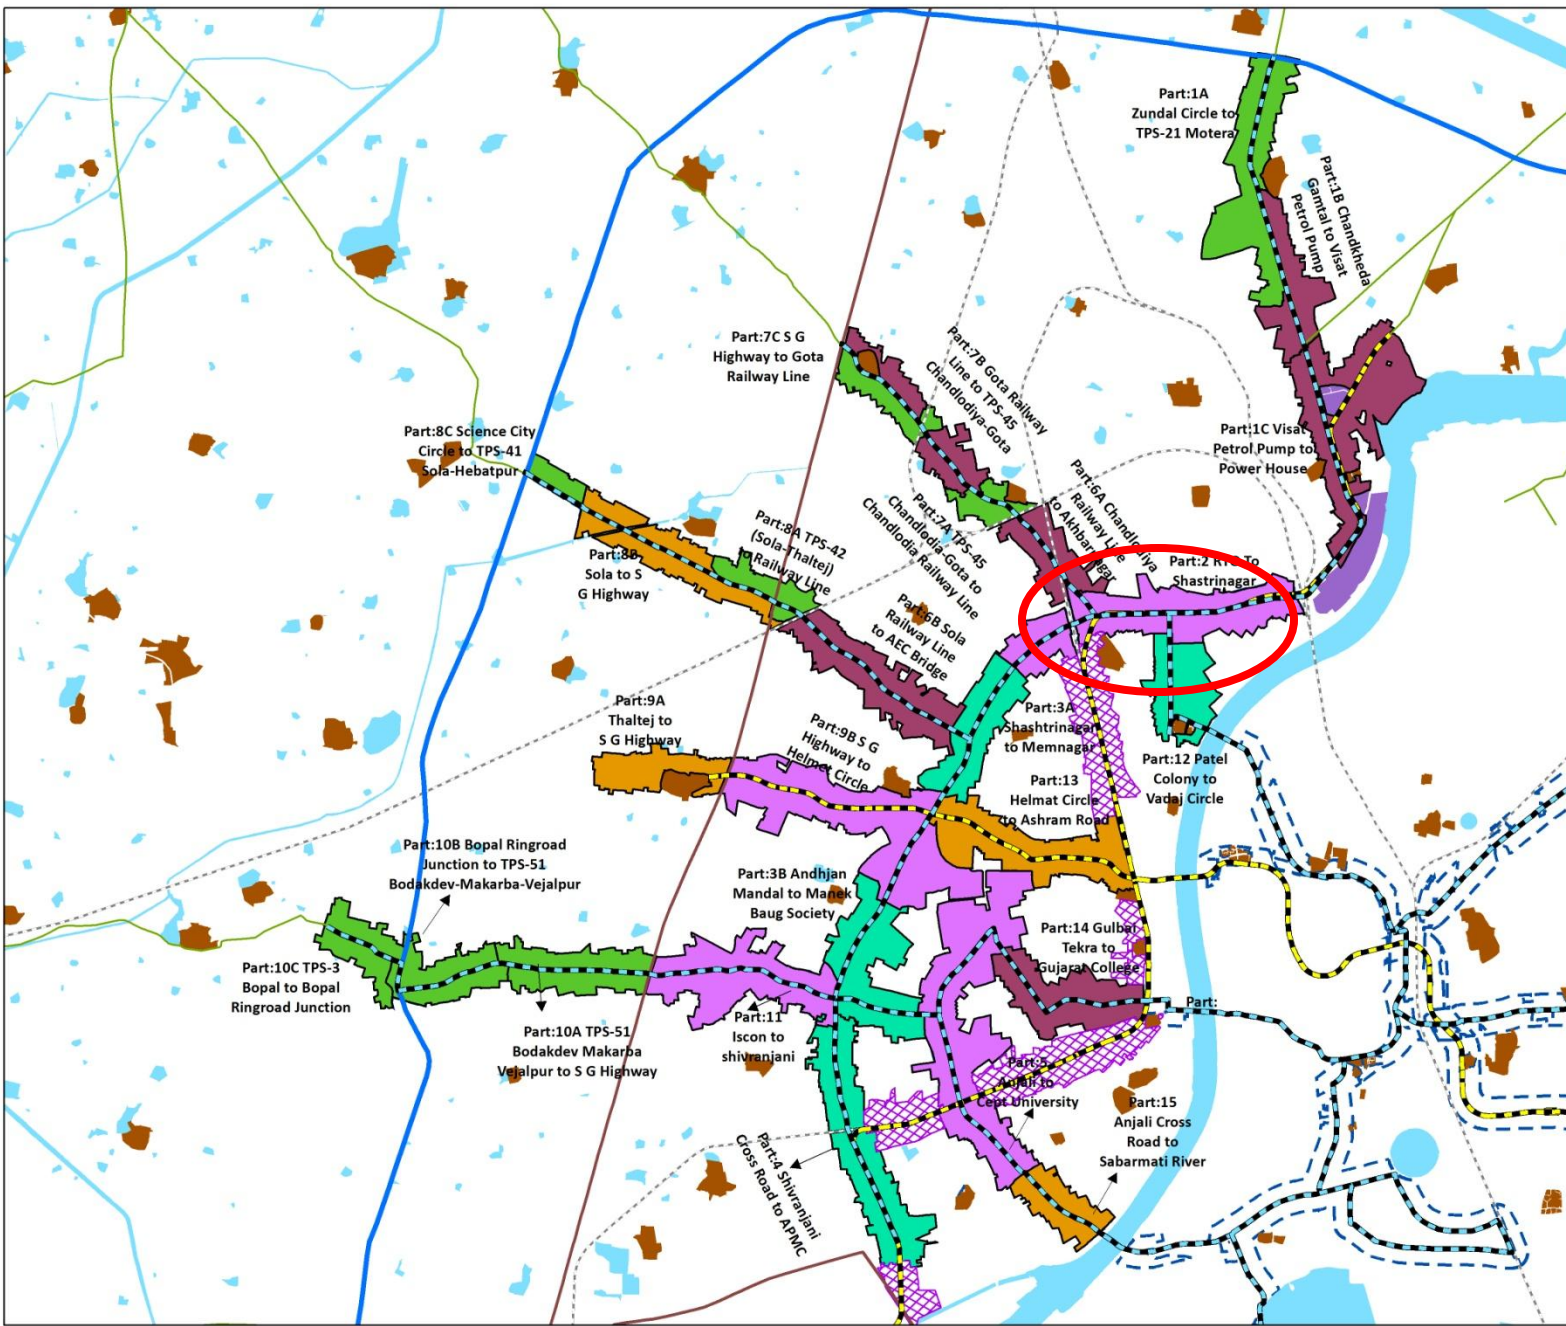 Part:1A
Zundal Circle to
TPS-21 Motera
Part:1B Chandkheda
Gamtal to Visat
Petrol Pump
Part:7C S G
Highway to Gota
Railway Line
Part:7B Gota Railway
Line to TPS-45
Chandlodiya-Gota
Part:8C Science City
Circle to TPS-41
Sola-Hebatpur
Part:1C Visat
Petrol Pump to
Power House
Part:6A Chandlodiya
Railway Line
to Akhbarnagar
Part:7A TPS-45
Chandlodia-Gota to
Chandlodia Railway Line
Part:8A TPS-42
(Sola-Thaltej)
to Railway Line
Part:8B
Sola to S
G Highway
Part:2 RTO To
Shastrinagar
Part:6B Sola
Railway Line
to AEC Bridge
Part:9A
Thaltej to
S G Highway
Part:9B S G
Highway to
Helmet Circle
Part:3A
Shashtrinagar
to Memnagar
Part:12 Patel
Colony to
Vadaj Circle
Part:13
Helmat Circle
to Ashram Road
Part:10B Bopal Ringroad
Junction to TPS-51
Bodakdev-Makarba-Vejalpur
Part:3B Andhjan
Mandal to Manek
Baug Society
Part:14 Gulbai
Tekra to
Gujarat College
Part:10C TPS-3
Bopal to Bopal
Ringroad Junction
Part:
Part:11
Iscon to
shivranjani
Part:10A TPS-51
Bodakdev Makarba
Vejalpur to S G Highway
Part:5
Anjali to
Cept University
Part:15
Anjali Cross
Road to
Sabarmati River
Part:4 Shivranjani
Cross Road to APMC